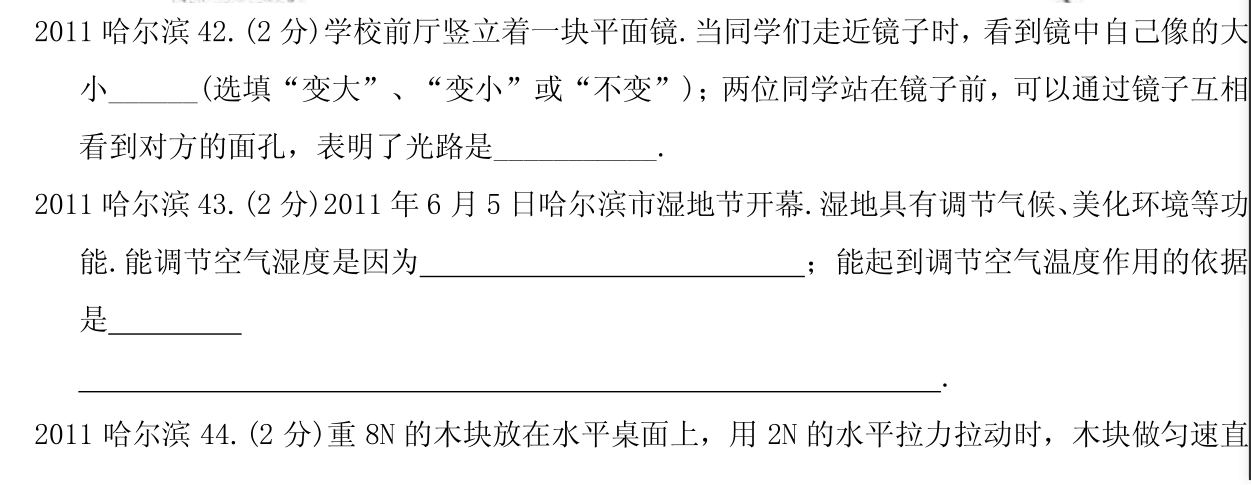 2011 哈尔滨 42.(2 分)学校前厅竖立着一块平面镜.当同学们走近镜子时，看到镜中自己像的大
小______(选填“变大”、“变小”或“不变”)；两位同学站在镜子前，可以通过镜子互相
看到对方的面孔，表明了光路是___________.
2011 哈尔滨 43.(2 分)2011 年 6 月 5 日哈尔滨市湿地节开幕.湿地具有调节气候、美化环境等功
能.能调节空气湿度是因为__________________________；能起到调节空气温度作用的依据
是_________
__________________________________________________________.
2011 哈尔滨 44.(2 分)重 8N 的木块放在水平桌面上，用 2N 的水平拉力拉动时，木块做匀速直